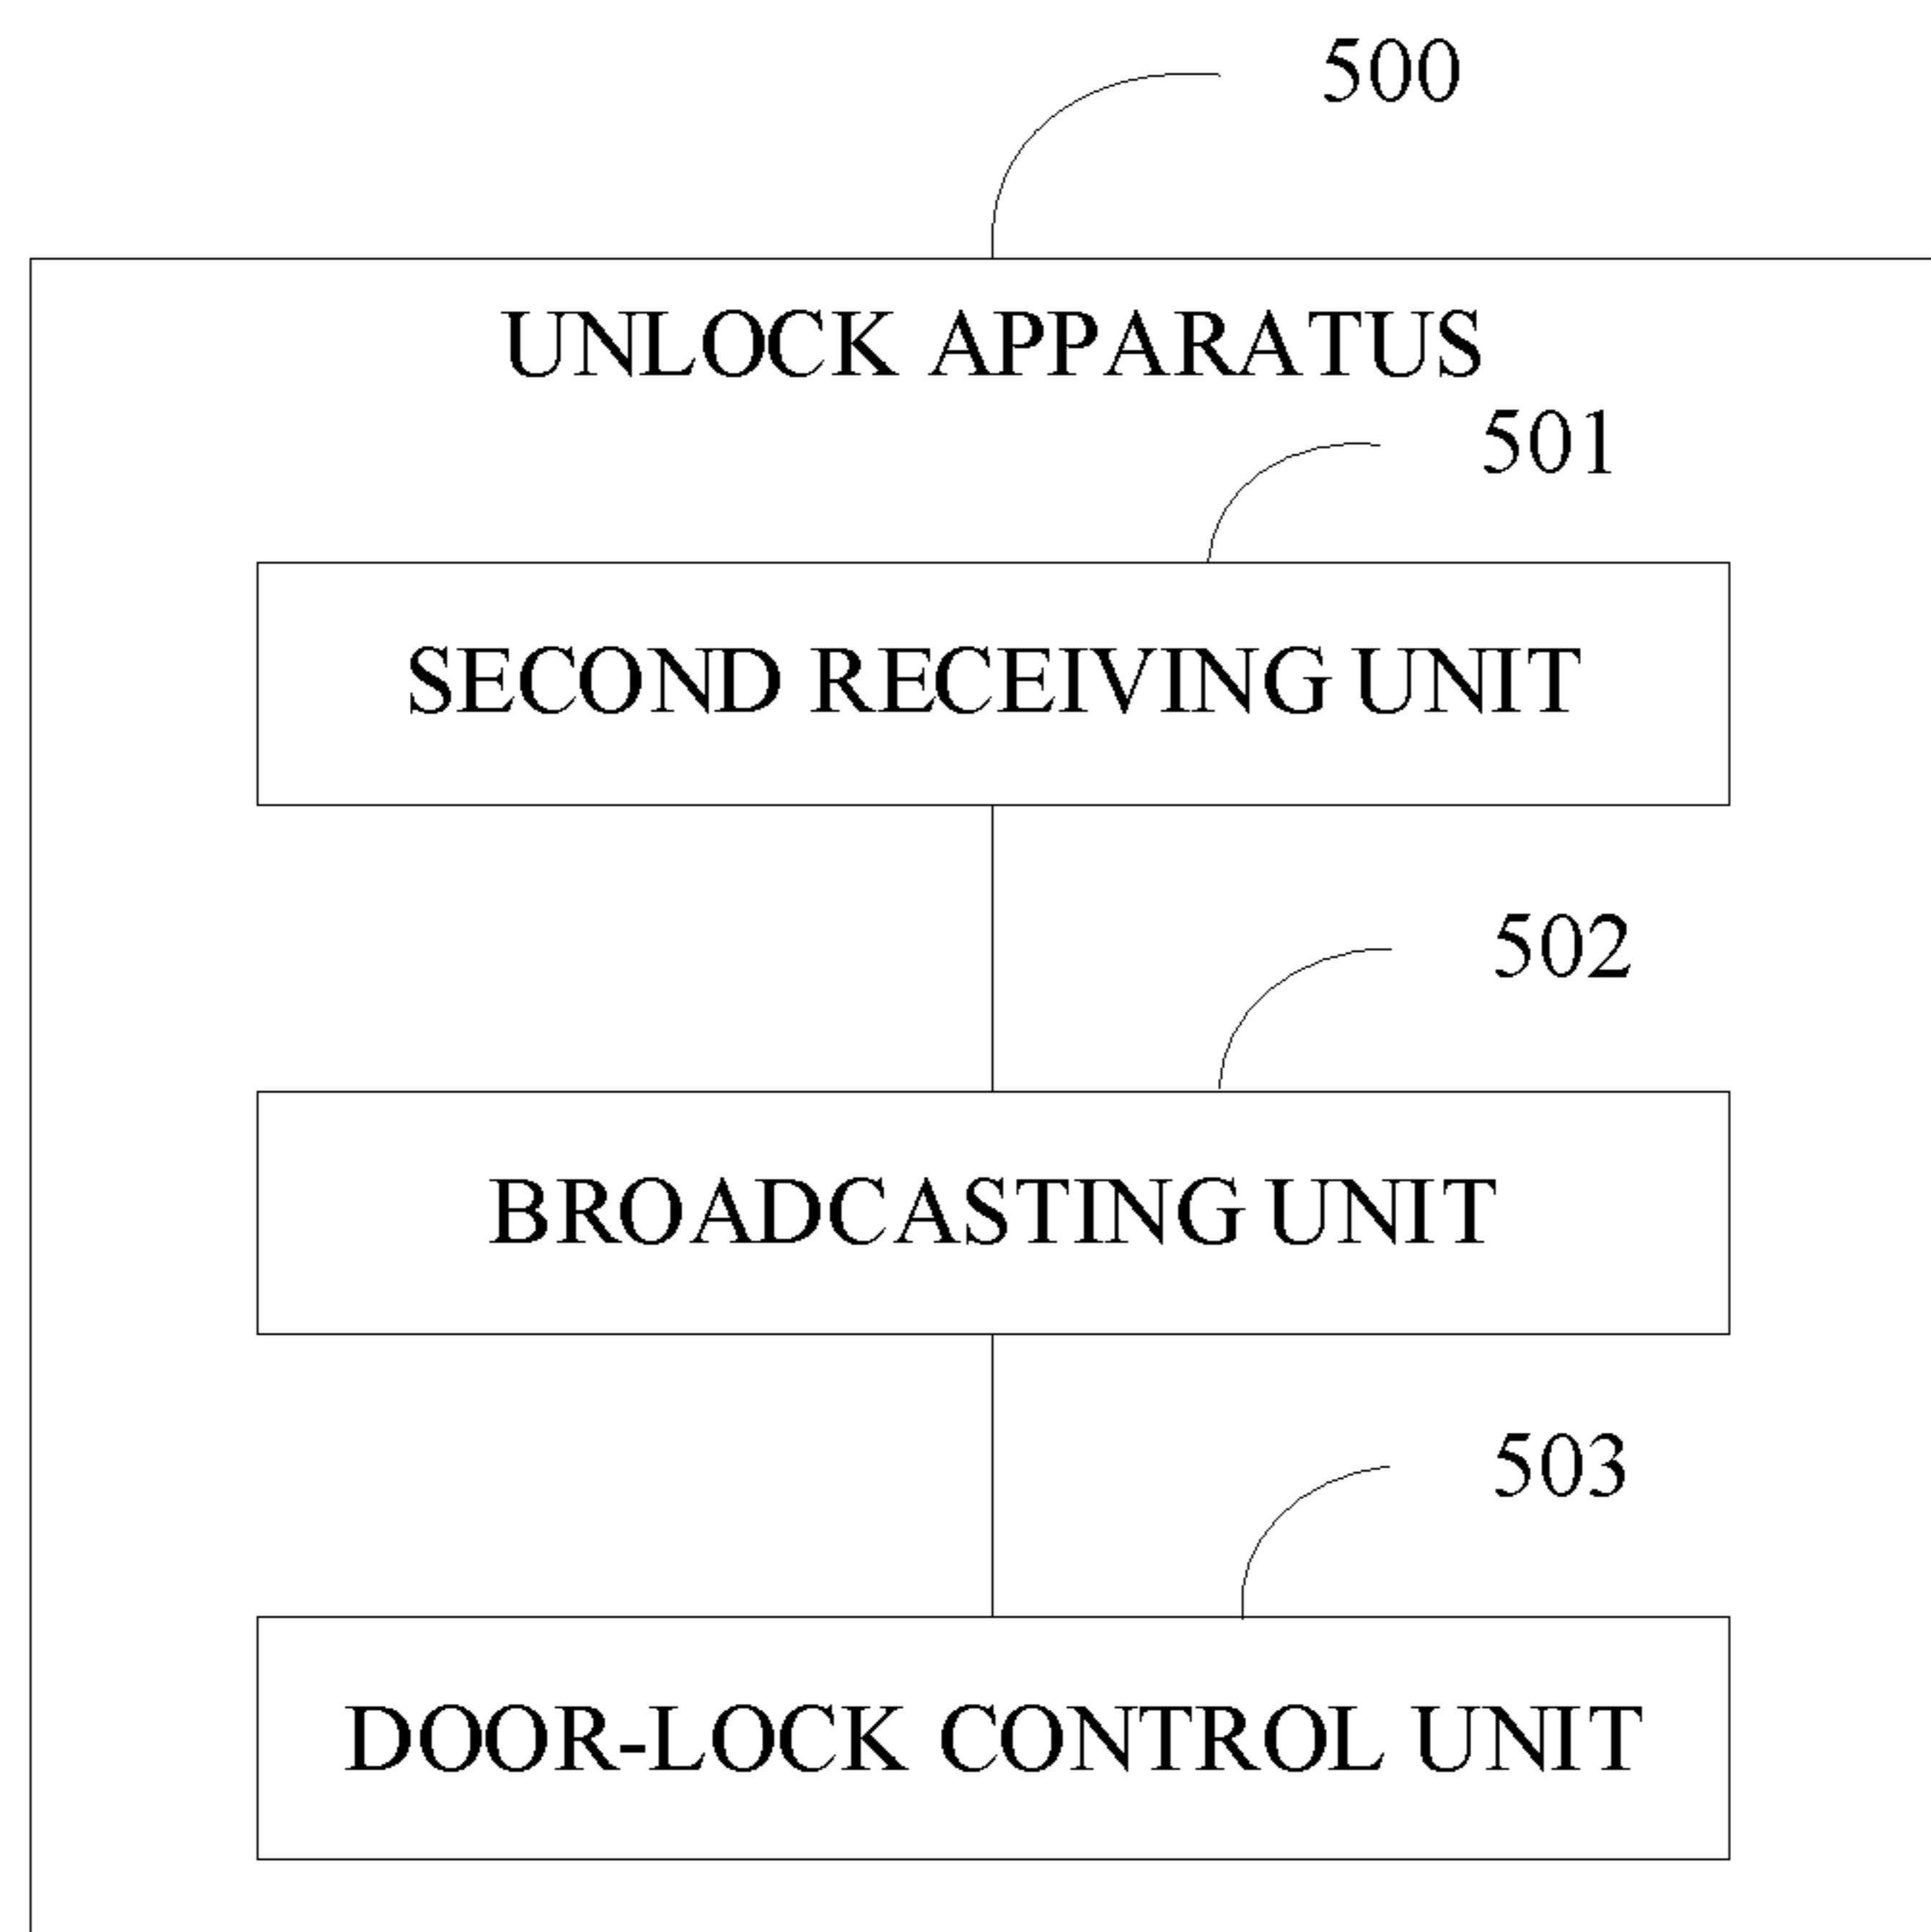 500
UNLOCK APPARATUS
501
SECOND RECEIVING UNIT
502
BROADCASTING UNIT
503
DOOR-LOCK CONTROL UNIT